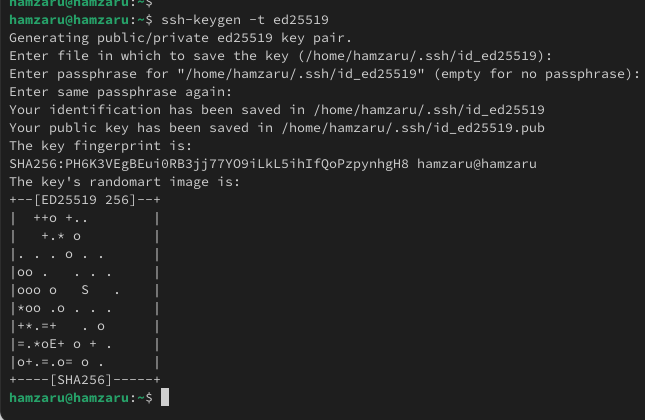 hamzaru@hamzaru:~$
hamzaru@hamzaru:~$ ssh-keygen -t ed25519
Generating public/private ed25519 key pair.
Enter file in which to save the key (/home/hamzaru/.ssh/id_ed25519):
Enter passphrase for "/home/hamzaru/.ssh/id_ed25519" (empty for no passphrase):
Enter same passphrase again:
Your identification has been saved in /home/hamzaru/.ssh/id_ed25519
Your public key has been saved in /home/hamzaru/.ssh/id_ed25519.pub
The key fingerprint is:
SHA256:PH6K3VEgBEui0RB3jj77YO9iLkL5ihIfQoPzpynhgH8 hamzaru@hamzaru
The key's randomart image is:
+--[ED25519 256]--+
|  ++o +..        |
|   +.* o         |
|. . . o . .      |
|oo .   . . .     |
|ooo o   S   .    |
|*oo .o . . .     |
|+*.=+   . o      |
|=.*oE+ o + .     |
|o+.=.o= o .      |
+----[SHA256]-----+
hamzaru@hamzaru:~$